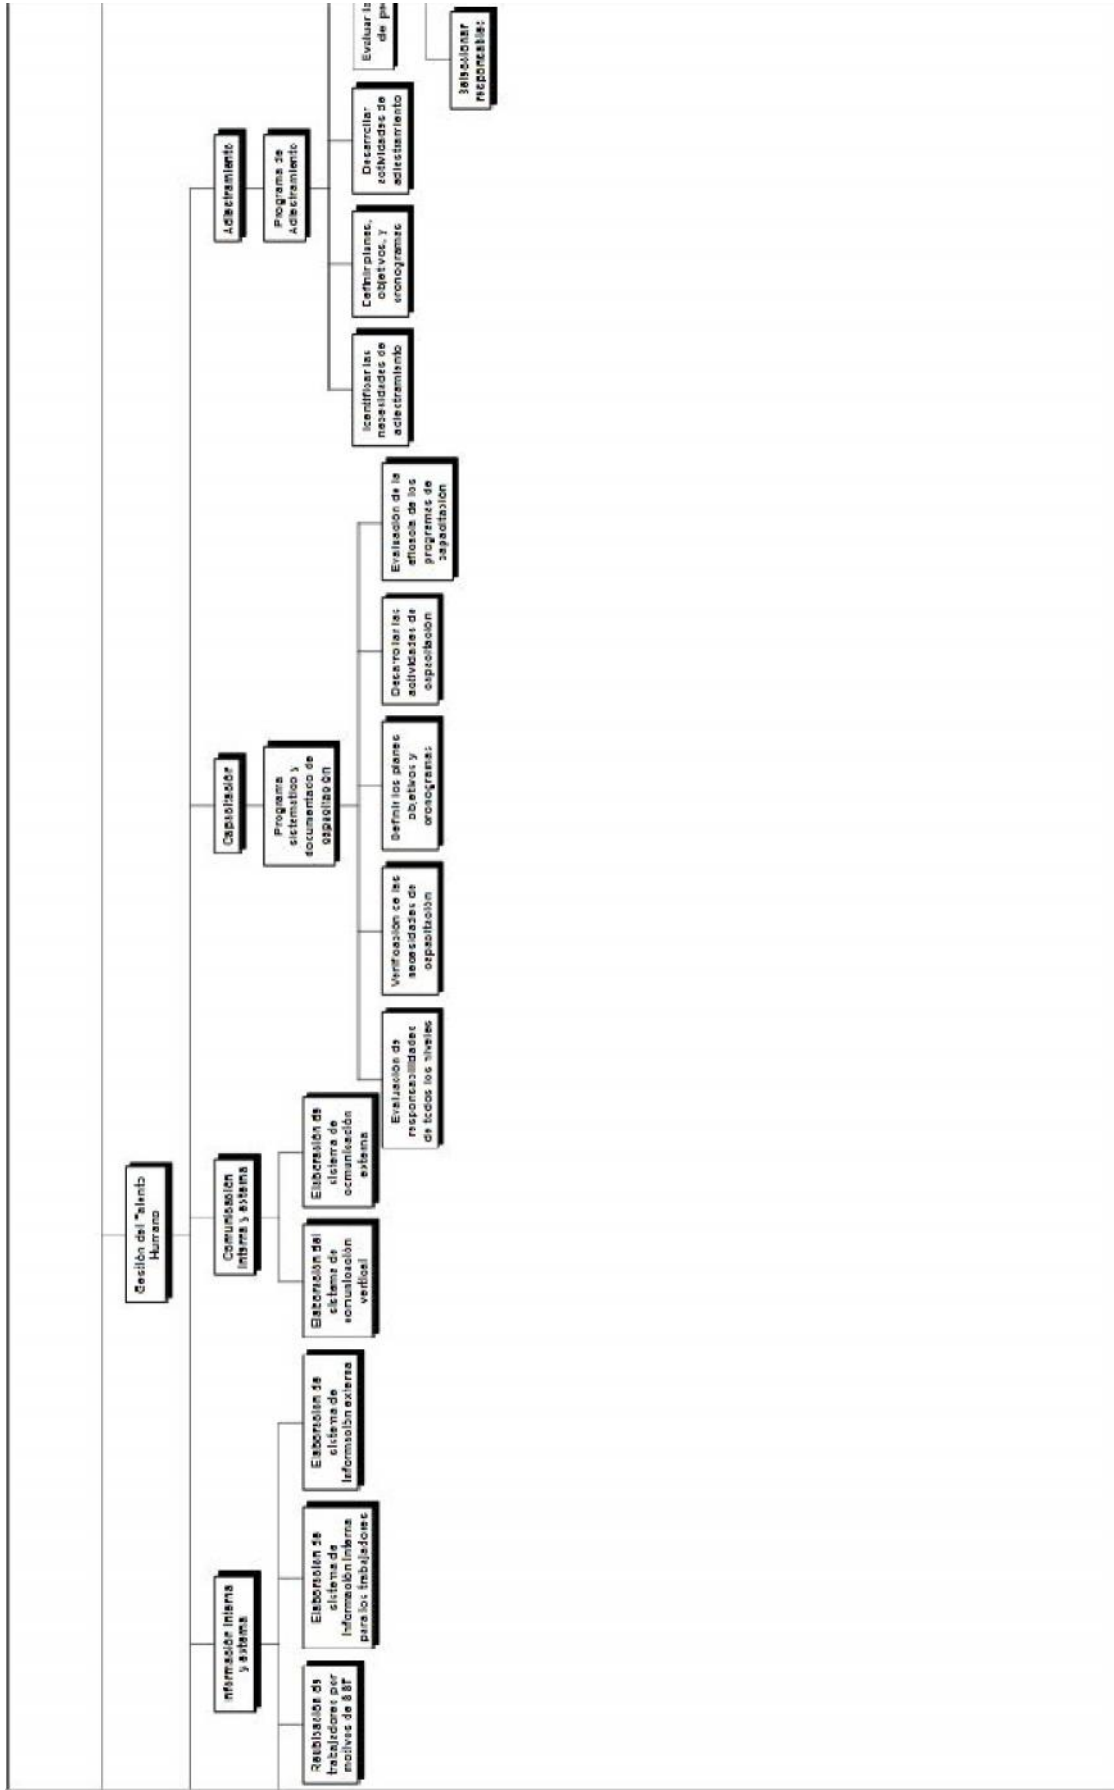 Gestión del Talento
Humano
Información interna
y externa
Comunicación
interna y externa
Capacitación
Adiestramiento
Programa
sistemático y
documentado de
capacitación
Programa de
Adiestramiento
Reubicación de
trabajadores por
motivos de SST
Elaboración de
sistema de
información interna
para los trabajadores
Elaboración de
sistema de
información externa
Elaboración del
sistema de
comunicación
vertical
Elaboración de
sistema de
comunicación
externa
Evaluación de
responsabilidades
de todos los niveles
Verificación de las
necesidades de
capacitación
Definir los planes
objetivos y
cronogramas
Desarrollar las
actividades de
capacitación
Evaluación de la
eficacia de los
programas de
capacitación
Identificar las
necesidades de
adiestramiento
Definir planes,
objetivos, y
cronogramas
Desarrollar
actividades de
adiestramiento
Evaluar
de
Seleccionar
responsables